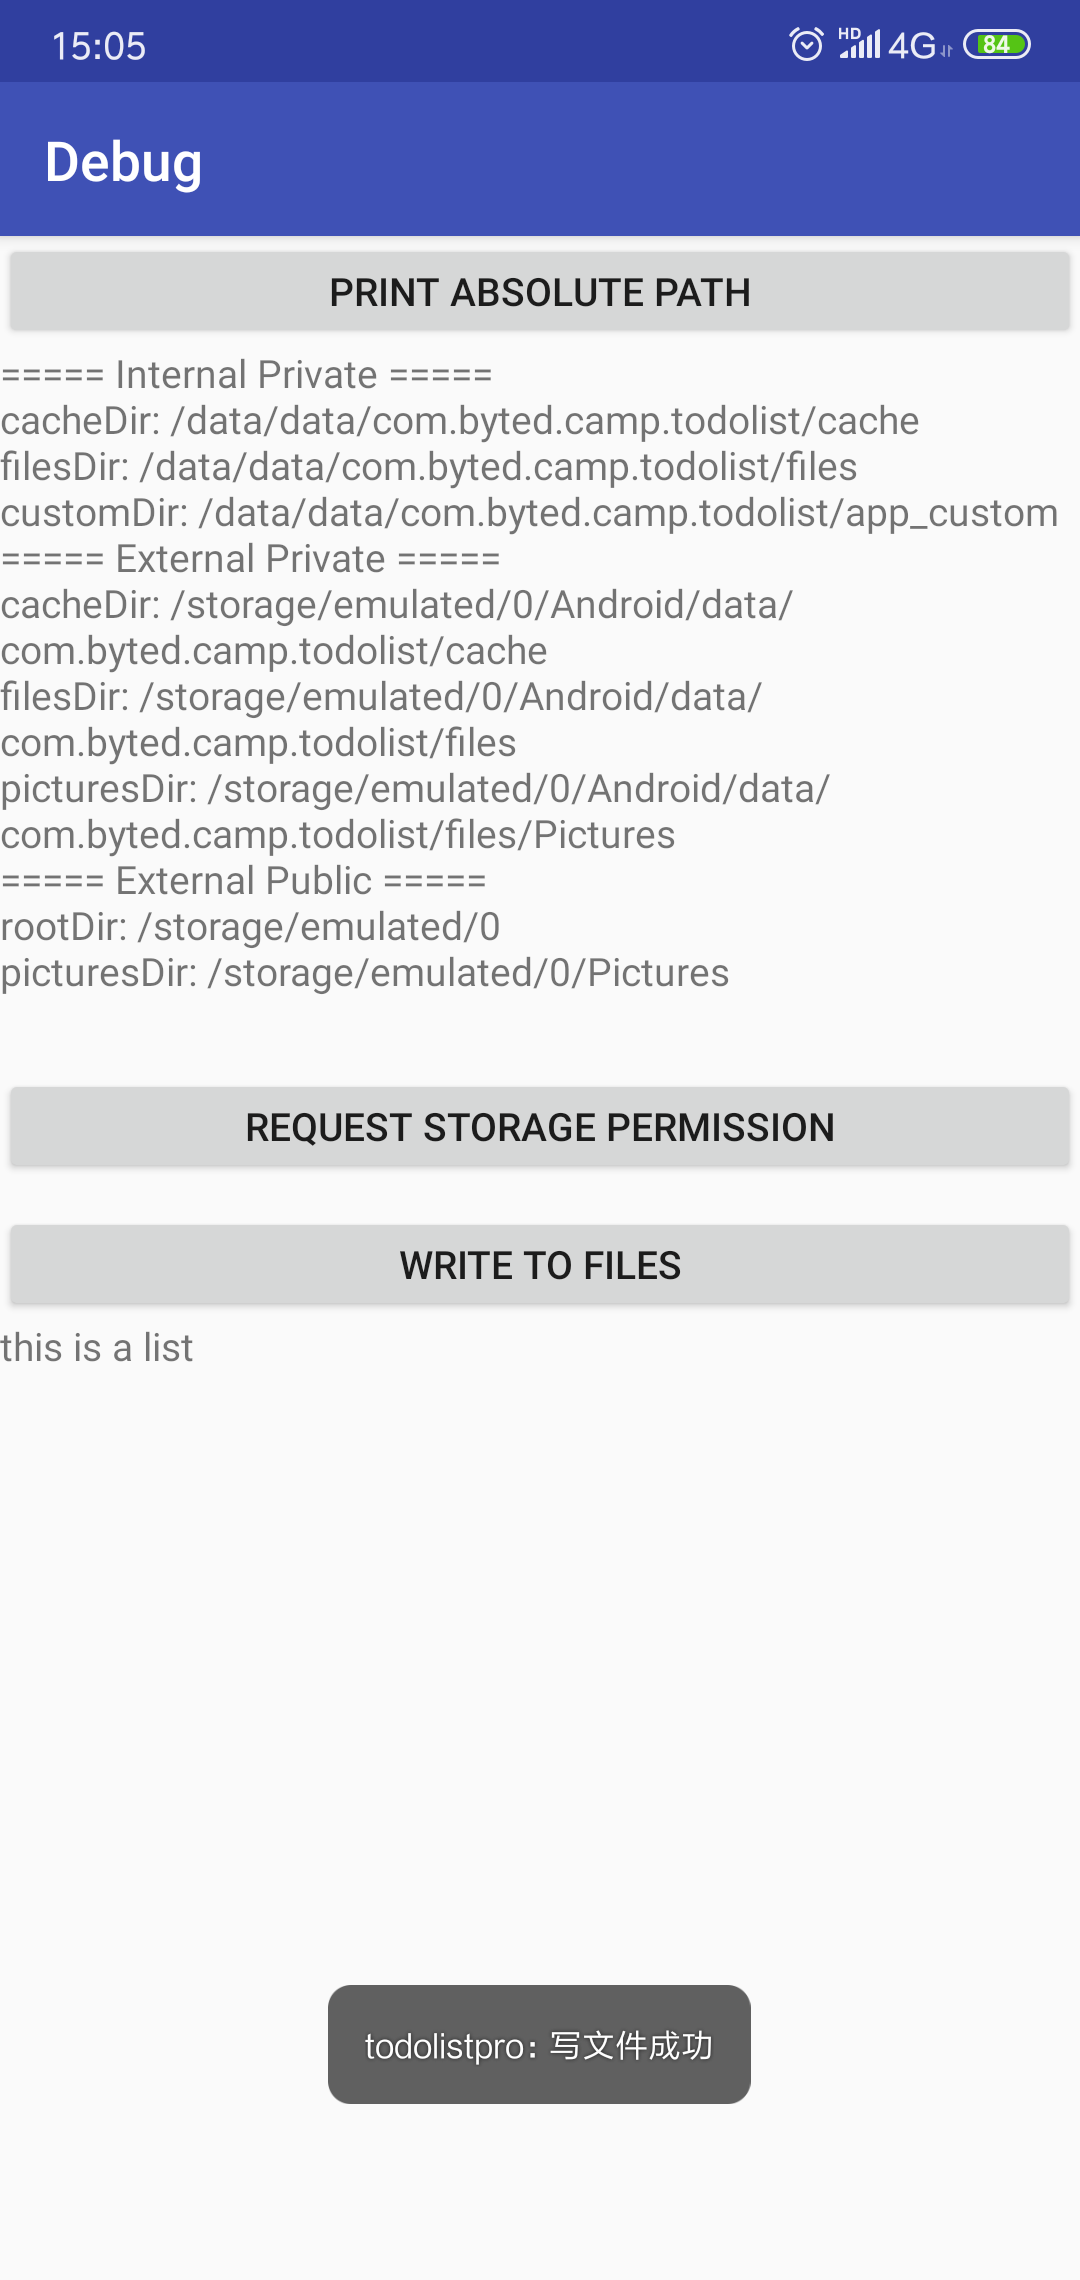 15:05
HD 4G 84
Debug
PRINT ABSOLUTE PATH
===== Internal Private =====
cacheDir: /data/data/com.byted.camp.todolist/cache
filesDir: /data/data/com.byted.camp.todolist/files
customDir: /data/data/com.byted.camp.todolist/app_custom
===== External Private =====
cacheDir: /storage/emulated/0/Android/data/
com.byted.camp.todolist/cache
filesDir: /storage/emulated/0/Android/data/
com.byted.camp.todolist/files
picturesDir: /storage/emulated/0/Android/data/
com.byted.camp.todolist/files/Pictures
===== External Public =====
rootDir: /storage/emulated/0
picturesDir: /storage/emulated/0/Pictures
REQUEST STORAGE PERMISSION
WRITE TO FILES
this is a list
todolistpro：写文件成功